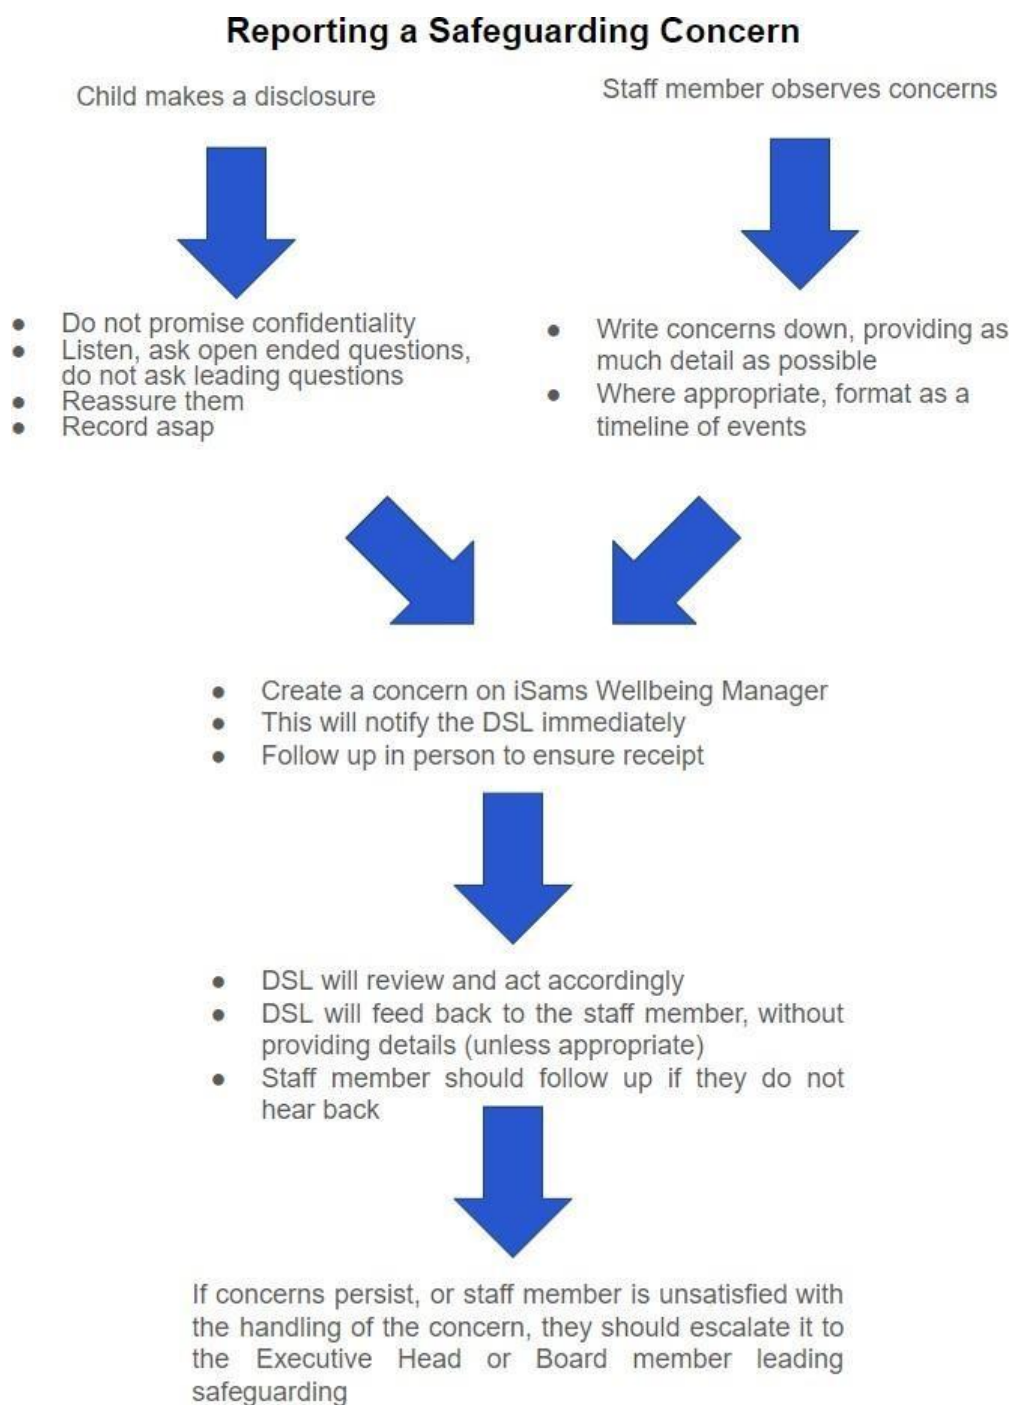 Reporting a Safeguarding Concern
Child makes a disclosure
Staff member observes concerns
● Do not promise confidentiality
● Listen, ask open ended questions,
do not ask leading questions
● Reassure them
● Record asap
● Write concerns down, providing as
much detail as possible
● Where appropriate, format as a
timeline of events
● Create a concern on iSams Wellbeing Manager
● This will notify the DSL immediately
● Follow up in person to ensure receipt
● DSL will review and act accordingly
● DSL will feed back to the staff member, without
providing details (unless appropriate)
● Staff member should follow up if they do not
hear back
If concerns persist, or staff member is unsatisfied with
the handling of the concern, they should escalate it to
the Executive Head or Board member leading
safeguarding